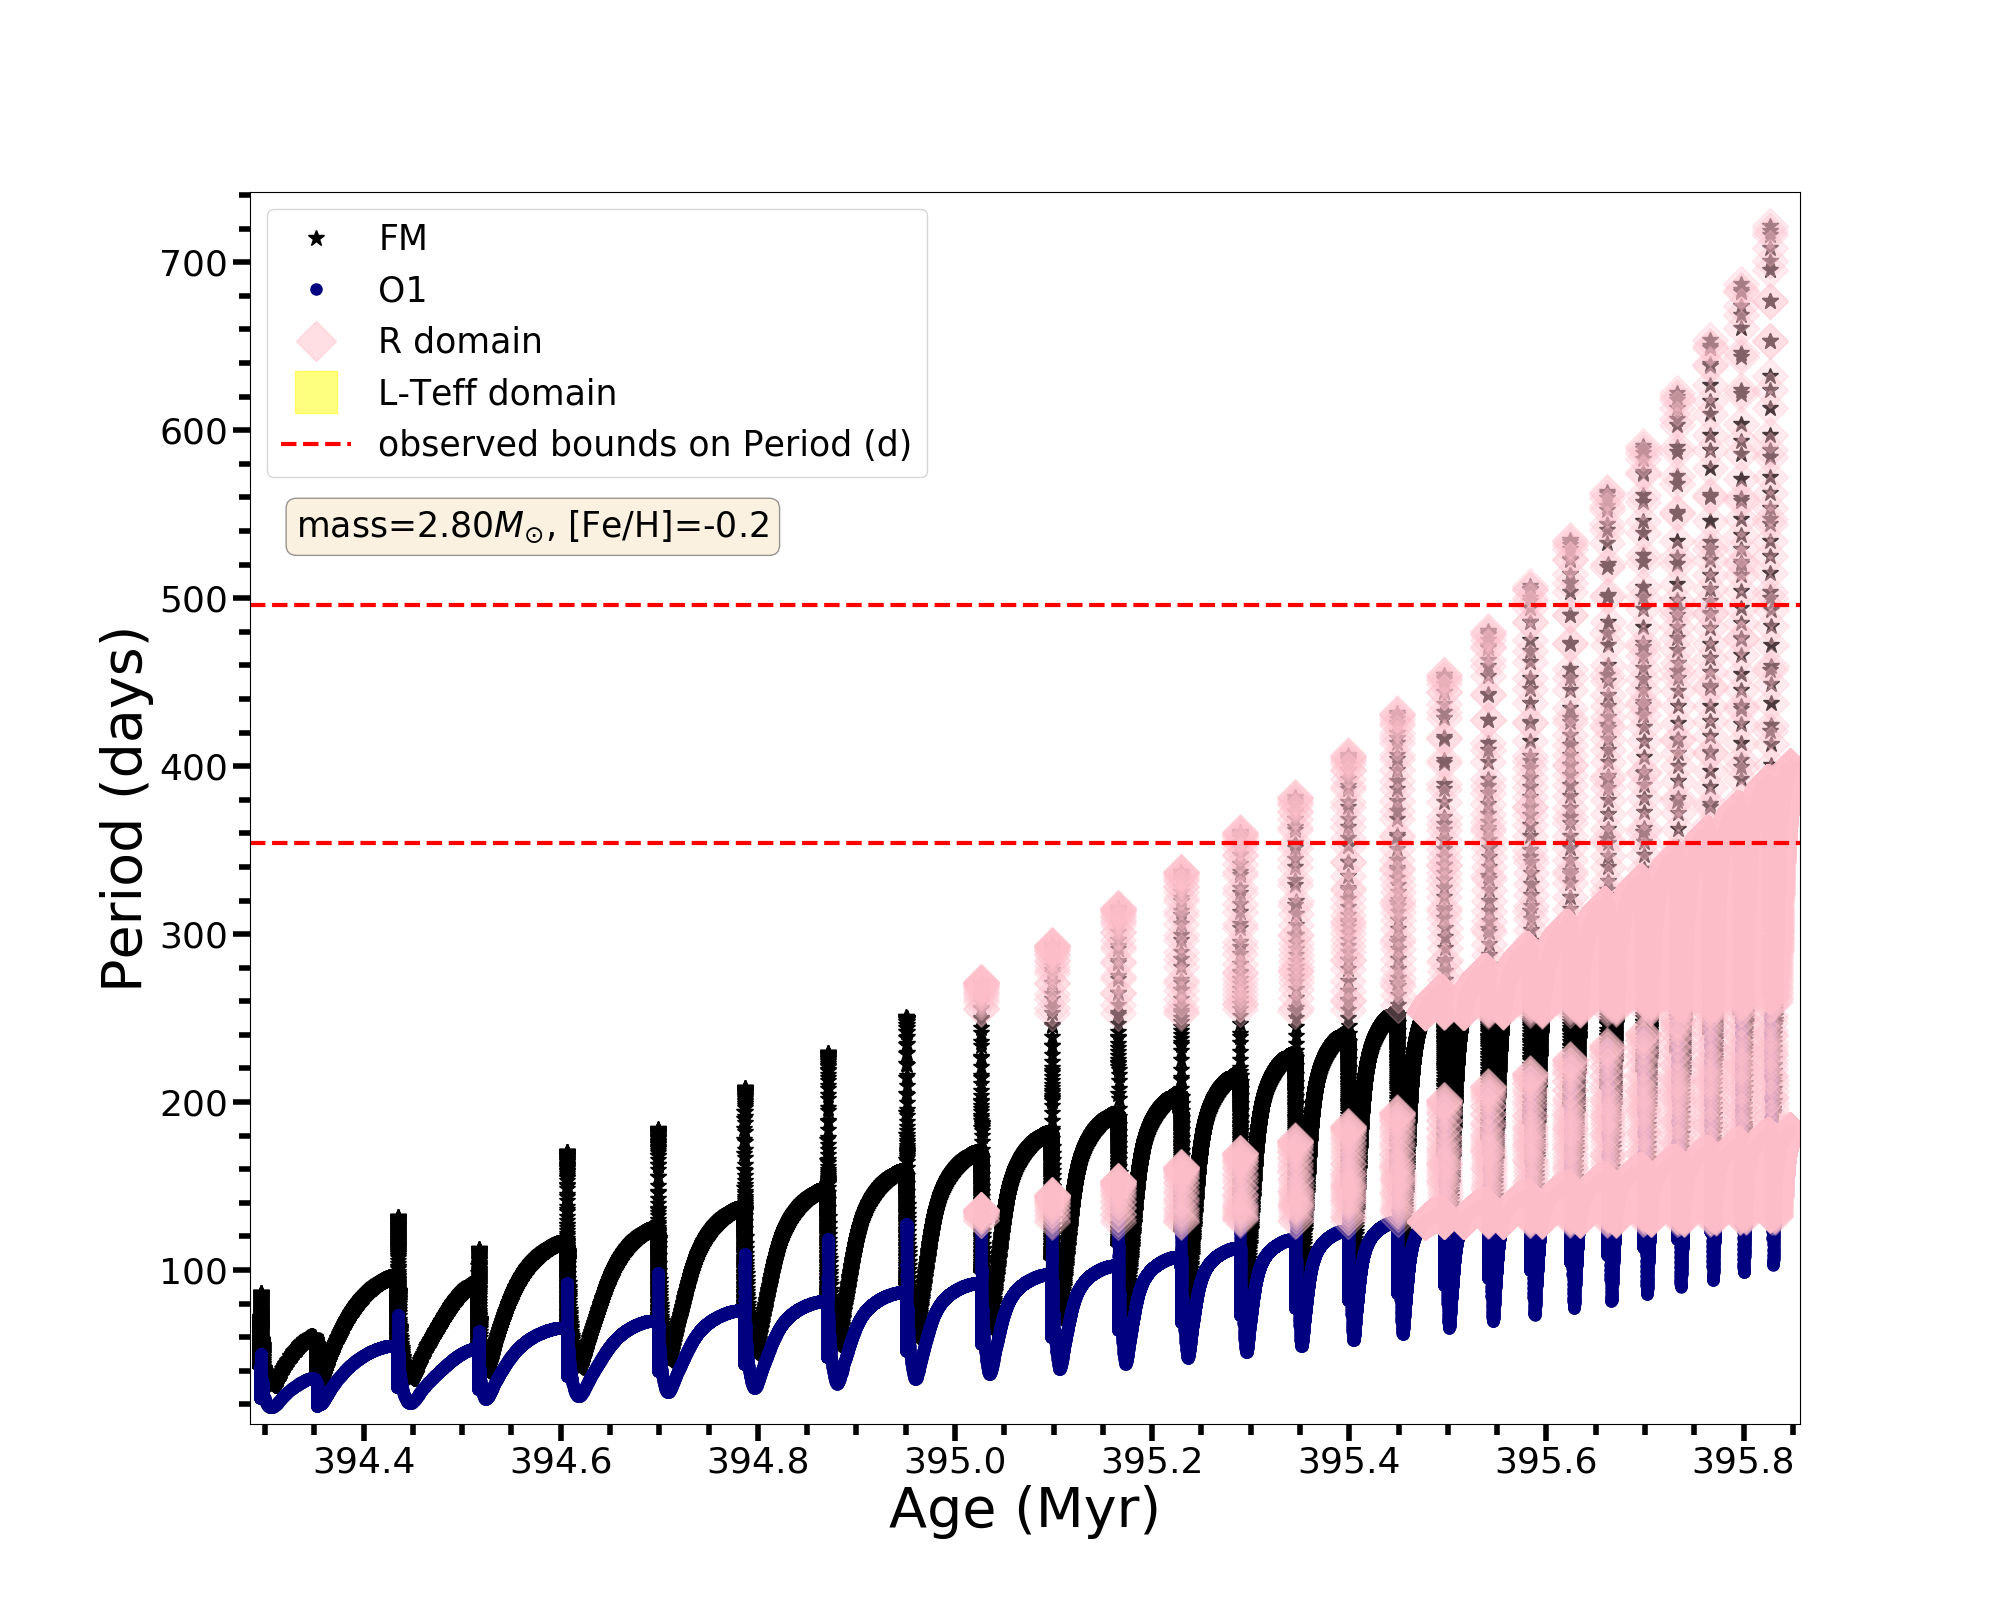 FM
O1
R domain
L-Teff domain
observed bounds on Period (d)
mass=2.80M⊙, [Fe/H]=-0.2
700
600
500
400
300
200
100
Period (days)
394.4 394.6 394.8 395.0 395.2 395.4 395.6 395.8
Age (Myr)